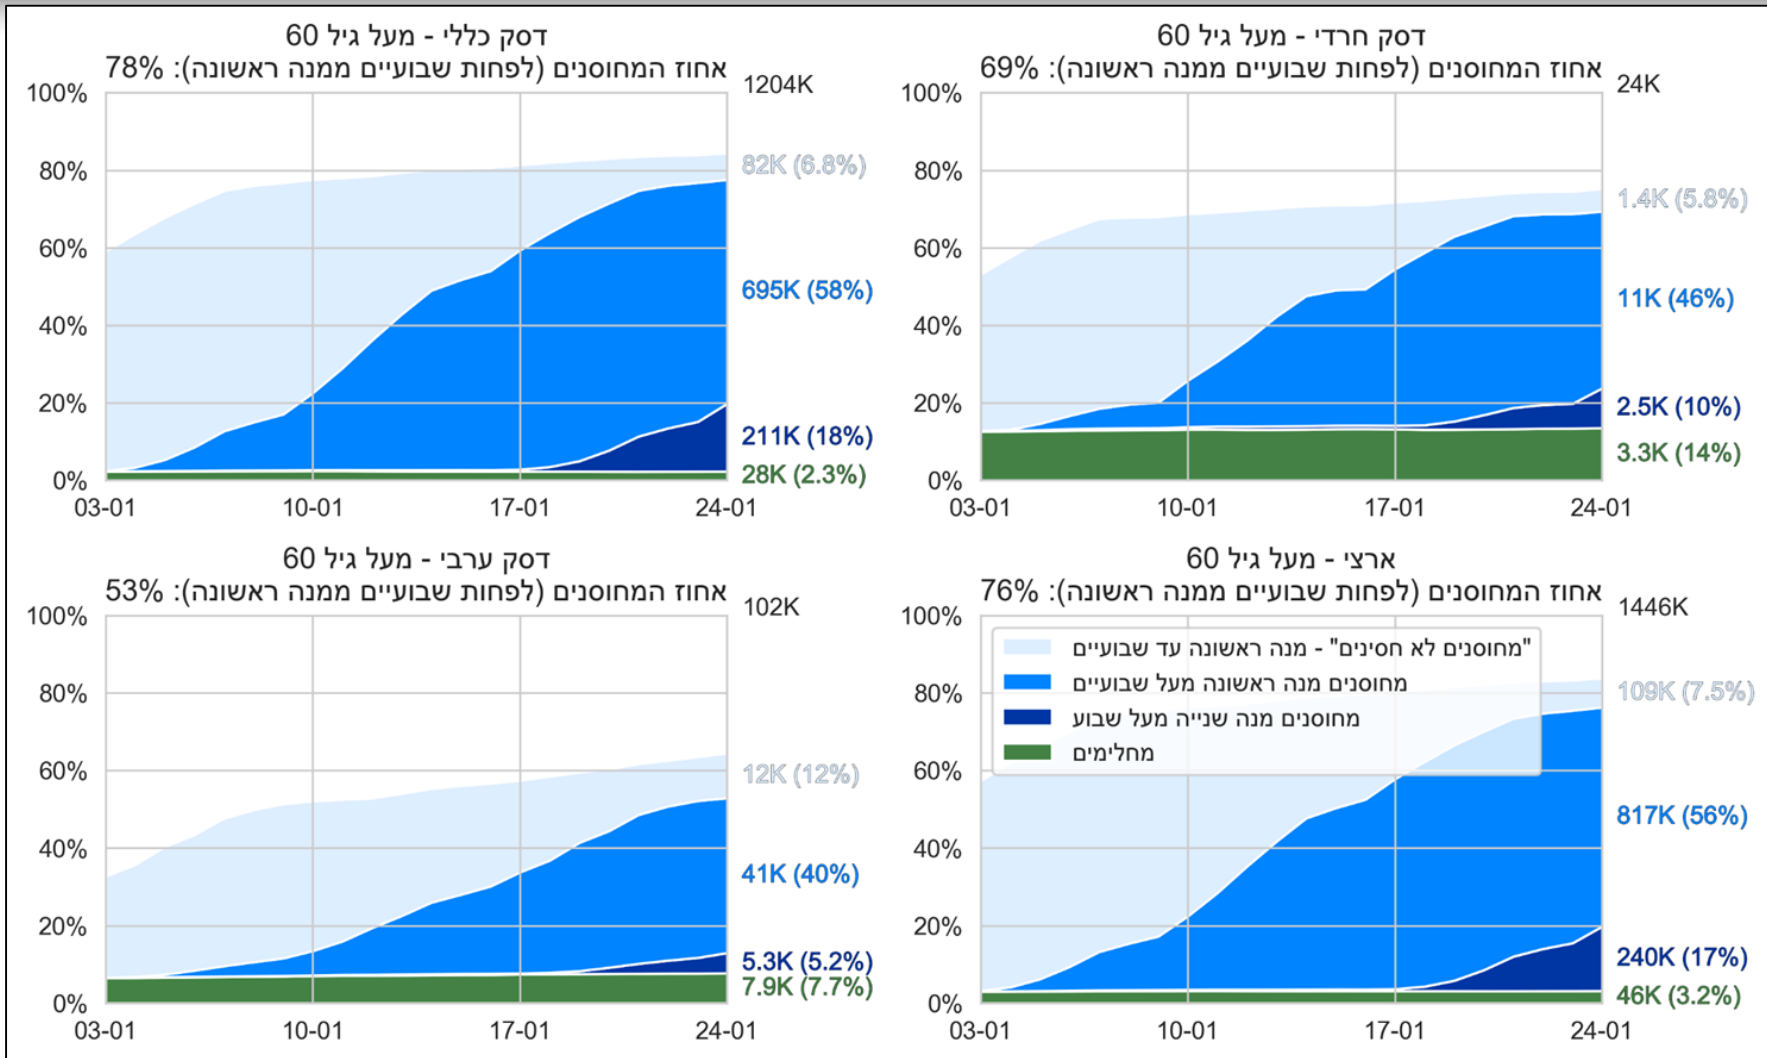 דסק כללי - מעל גיל 60
אחוז המחוסנים (לפחות שבועיים ממנה ראשונה): 78%
1204K
100%
80%
60%
40%
20%
0%
03-01
10-01
17-01
24-01
82K (6.8%)
695K (58%)
211K (18%)
28K (2.3%)
דסק חרדי - מעל גיל 60
אחוז המחוסנים (לפחות שבועיים ממנה ראשונה): 69%
24K
100%
80%
60%
40%
20%
0%
03-01
10-01
17-01
24-01
1.4K (5.8%)
11K (46%)
2.5K (10%)
3.3K (14%)
דסק ערבי - מעל גיל 60
אחוז המחוסנים (לפחות שבועיים ממנה ראשונה): 53%
102K
100%
80%
60%
40%
20%
0%
03-01
10-01
17-01
24-01
12K (12%)
41K (40%)
5.3K (5.2%)
7.9K (7.7%)
ארצי - מעל גיל 60
אחוז המחוסנים (לפחות שבועיים ממנה ראשונה): 76%
1446K
100%
80%
60%
40%
20%
0%
03-01
10-01
17-01
24-01
"מחוסנים לא חסינים" - מנה ראשונה עד שבועיים
מחוסנים מנה ראשונה מעל שבועיים
מחוסנים מנה שנייה מעל שבוע
מחלימים
109K (7.5%)
817K (56%)
240K (17%)
46K (3.2%)